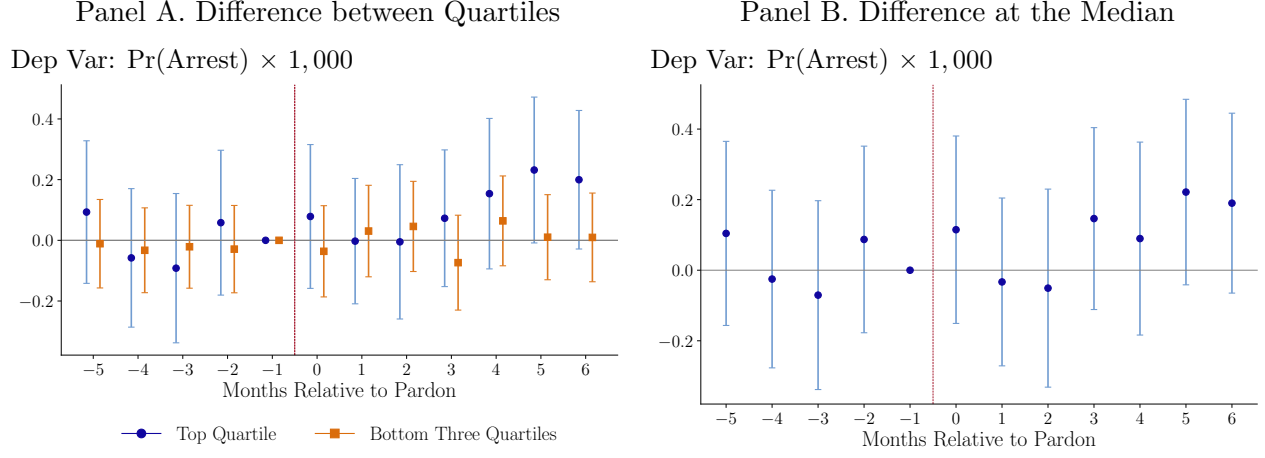 Panel A. Difference between Quartiles
Dep Var: Pr(Arrest) × 1,000
0.4
0.2
0.0
−0.2
−5 −4 −3 −2 −1 0 1 2 3 4 5 6
Months Relative to Pardon
Top Quartile Bottom Three Quartiles
Panel B. Difference at the Median
Dep Var: Pr(Arrest) × 1,000
0.4
0.2
0.0
−0.2
−5 −4 −3 −2 −1 0 1 2 3 4 5 6
Months Relative to Pardon